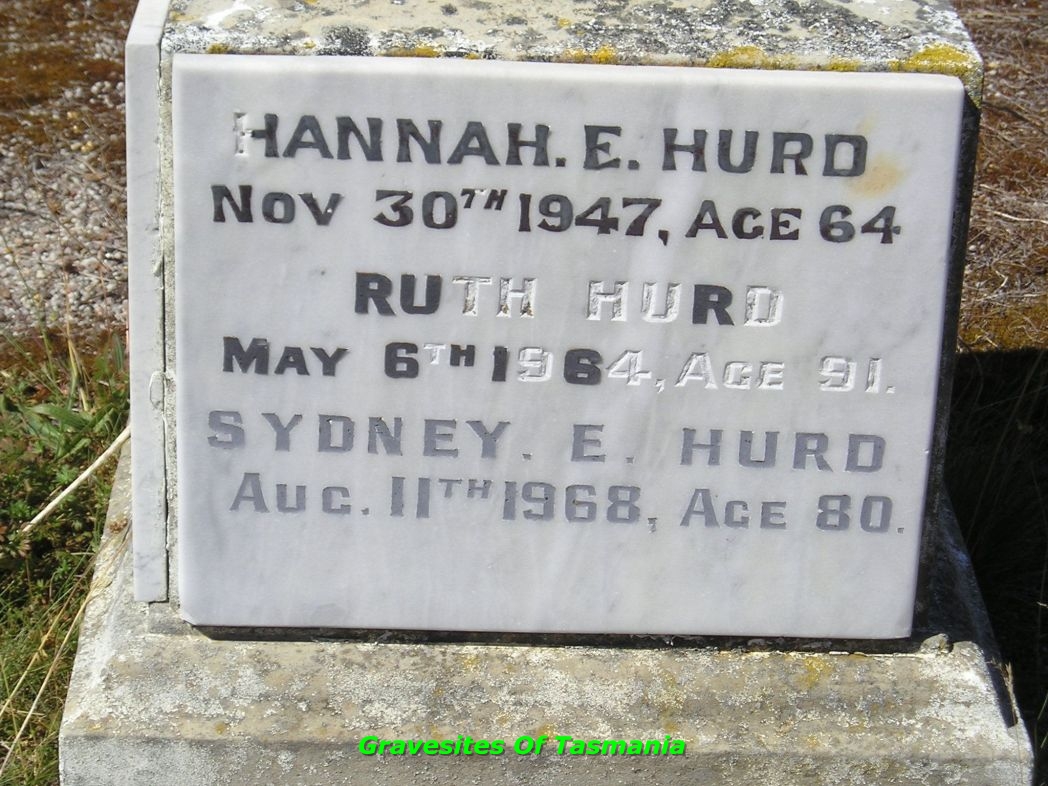 HANNAH. E. HURD
NOV 30TH 1947, AGE 64
RUTH HURD
MAY 6TH 1964, AGE 91.
SYDNEY. E. HURD
AUG. 11TH 1968, AGE 80.
Gravesites Of Tasmania